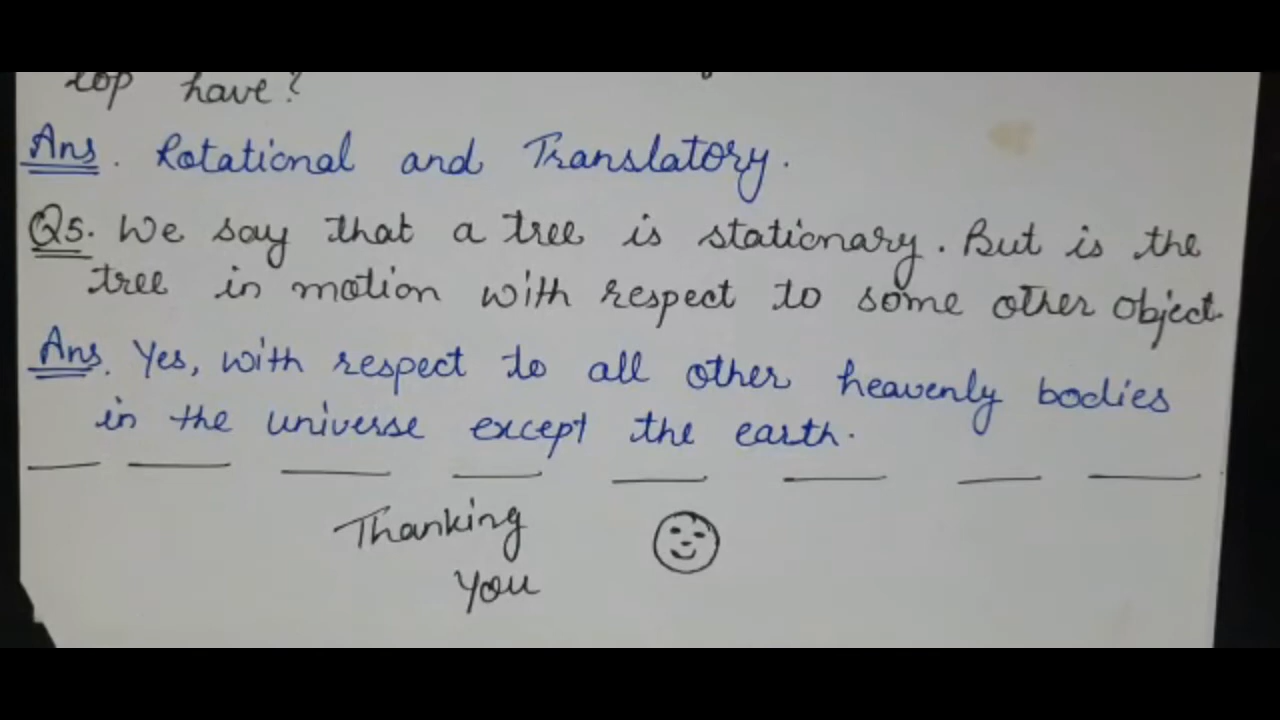 top have?
Ans. Rotational and Translatory.
Q5. We say that a tree is stationary. But is the
tree in motion with respect to some other object.
Ans. Yes, with respect to all other heavenly bodies
in the universe except the earth.
Thanking
You